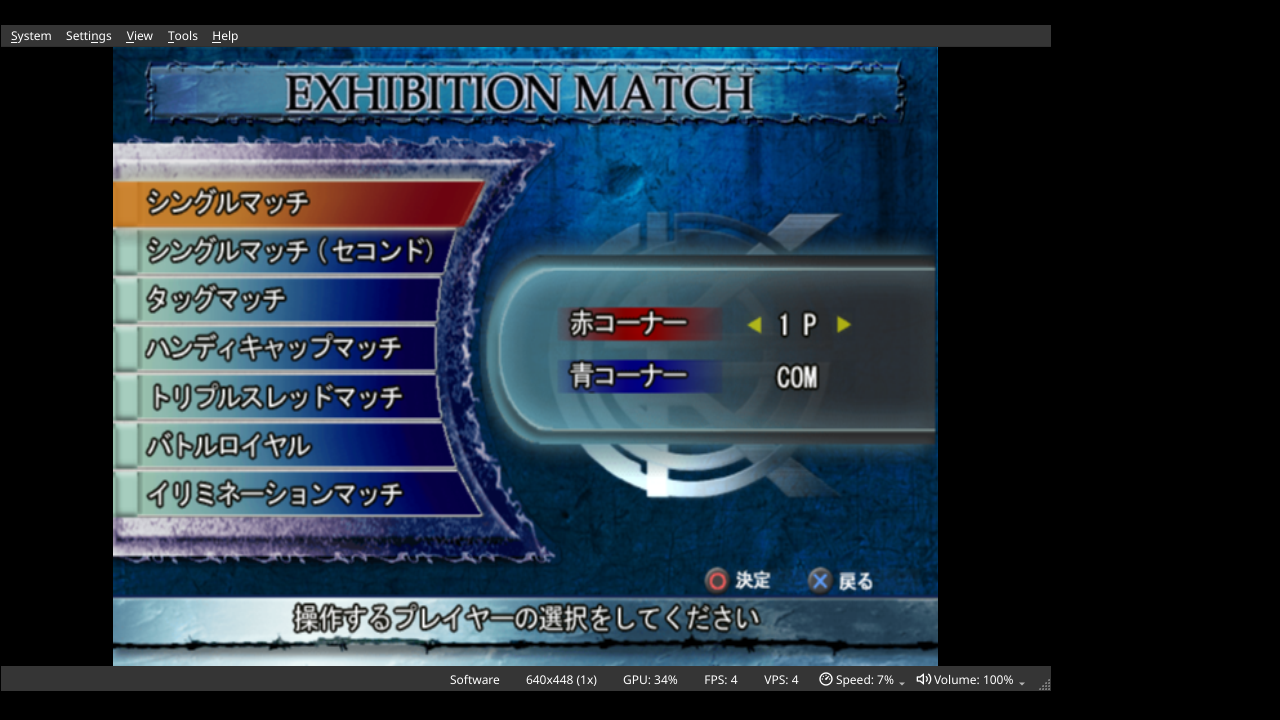 System Settings View Tools Help
EXHIBITION MATCH
シングルマッチ
シングルマッチ（セコンド）
タッグマッチ
ハンディキャップマッチ
トリプルスレッドマッチ
バトルロイヤル
イリミネーションマッチ
赤コーナー 1P
青コーナー COM
決定 戻る
操作するプレイヤーの選択をしてください
Software 640x448 (1x) GPU: 34% FPS: 4 VPS: 4 Speed: 7% Volume: 100%